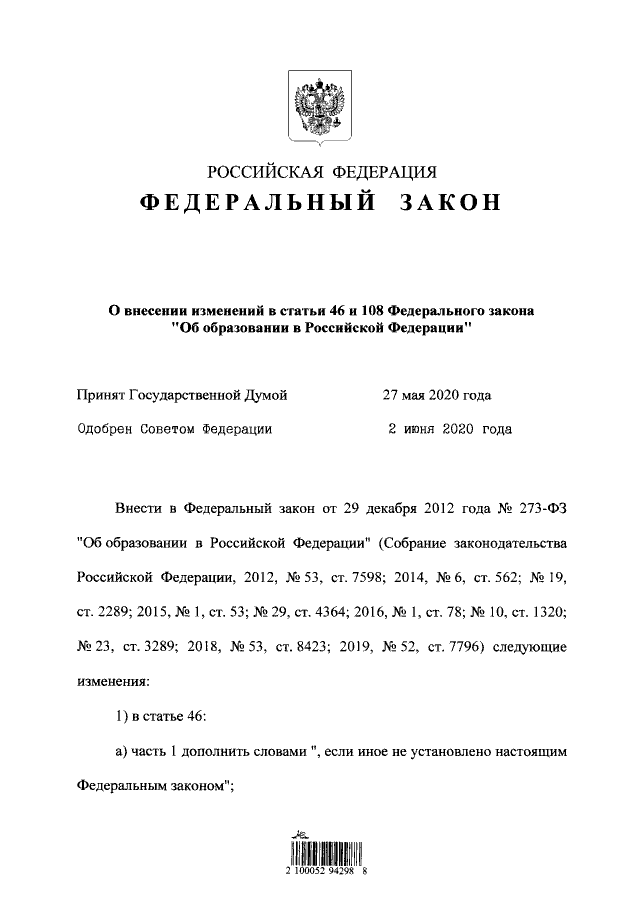 РОССИЙСКАЯ ФЕДЕРАЦИЯ
ФЕДЕРАЛЬНЫЙ ЗАКОН
О внесении изменений в статьи 46 и 108 Федерального закона
"Об образовании в Российской Федерации"
Принят Государственной Думой 27 мая 2020 года
Одобрен Советом Федерации 2 июня 2020 года
Внести в Федеральный закон от 29 декабря 2012 года № 273-ФЗ
"Об образовании в Российской Федерации" (Собрание законодательства
Российской Федерации, 2012, № 53, ст. 7598; 2014, № 6, ст. 562; № 19,
ст. 2289; 2015, № 1, ст. 53; № 29, ст. 4364; 2016, № 1, ст. 78; № 10, ст. 1320;
№ 23, ст. 3289; 2018, № 53, ст. 8423; 2019, № 52, ст. 7796) следующие
изменения:
1) в статье 46:
а) часть 1 дополнить словами ", если иное не установлено настоящим
Федеральным законом";
2 100052 94298 8